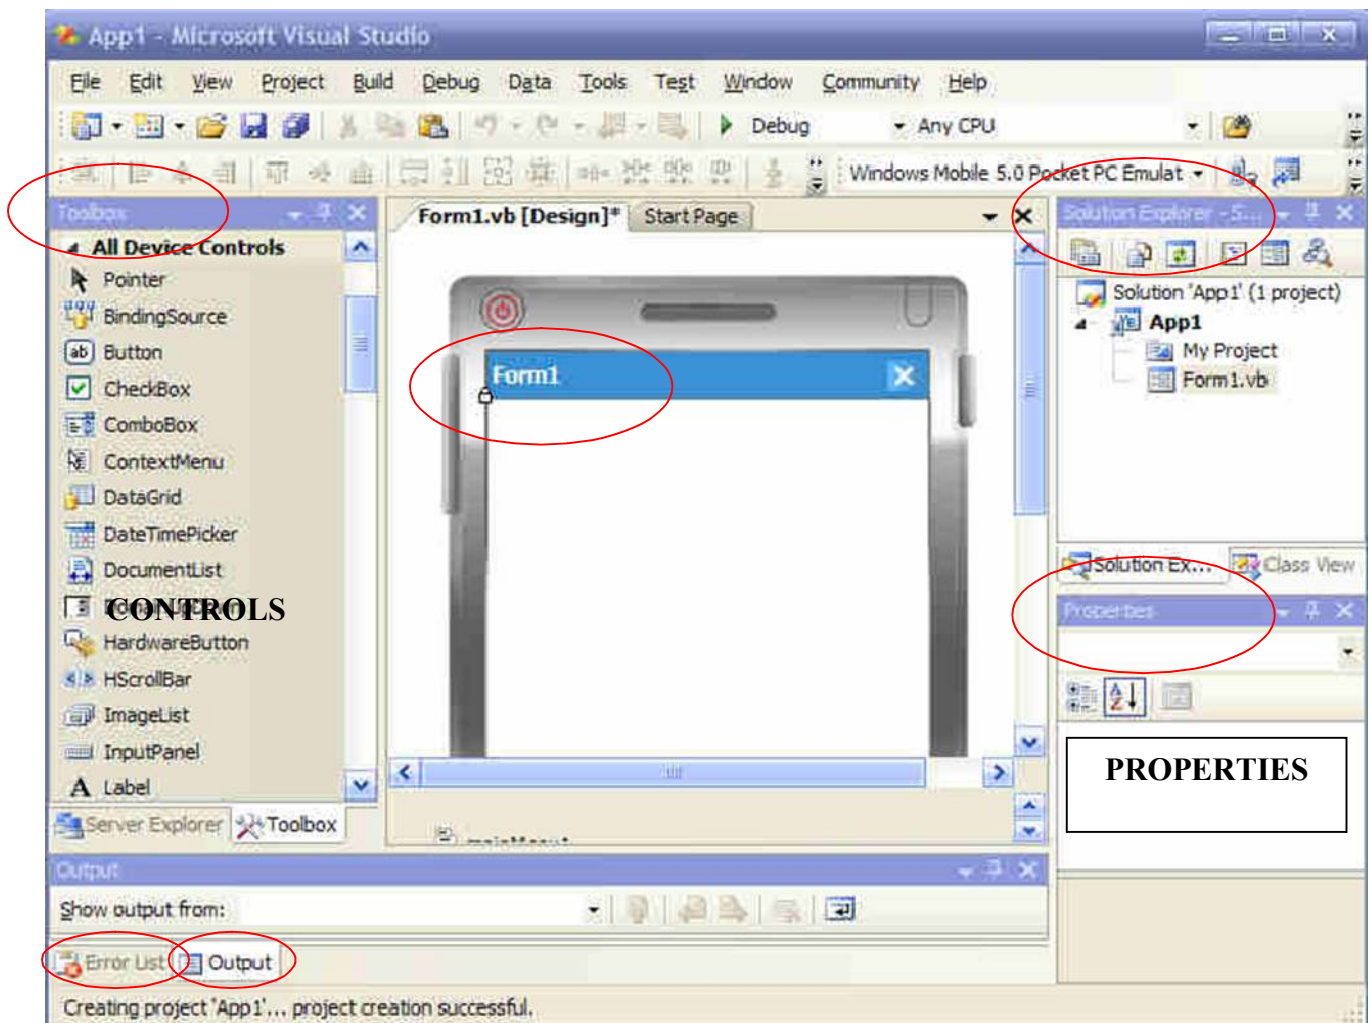 App1 - Microsoft Visual Studio
File Edit View Project Build Debug Data Tools Test Window Community Help
Debug Any CPU
Windows Mobile 5.0 Pocket PC Emulat
Toolbox
All Device Controls
Pointer
BindingSource
Button
CheckBox
ComboBox
ContextMenu
DataGrid
DateTimePicker
DocumentList
CONTROLS
HardwareButton
HScrollBar
ImageList
InputPanel
Label
Server Explorer Toolbox
Form1.vb [Design]* Start Page
Form1
mainMenu1
Solution Explorer - S...
Solution 'App1' (1 project)
App1
My Project
Form1.vb
Solution Ex... Class View
Properties
PROPERTIES
Output
Show output from:
Error List Output
Creating project 'App1'... project creation successful.